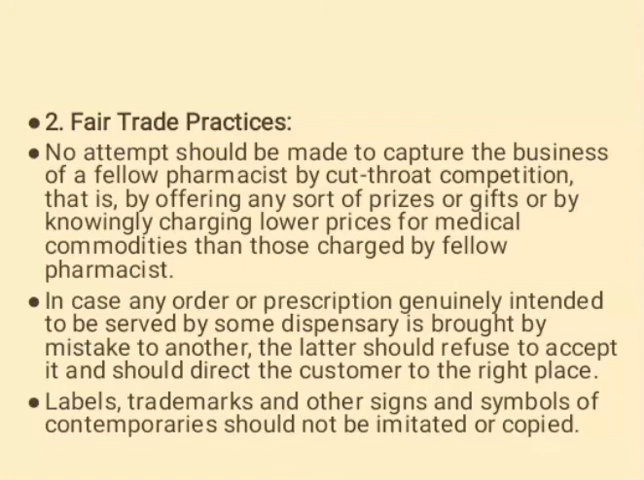 • 2. Fair Trade Practices:
• No attempt should be made to capture the business
of a fellow pharmacist by cut-throat competition,
that is, by offering any sort of prizes or gifts or by
knowingly charging lower prices for medical
commodities than those charged by fellow
pharmacist.
• In case any order or prescription genuinely intended
to be served by some dispensary is brought by
mistake to another, the latter should refuse to accept
it and should direct the customer to the right place.
• Labels, trademarks and other signs and symbols of
contemporaries should not be imitated or copied.